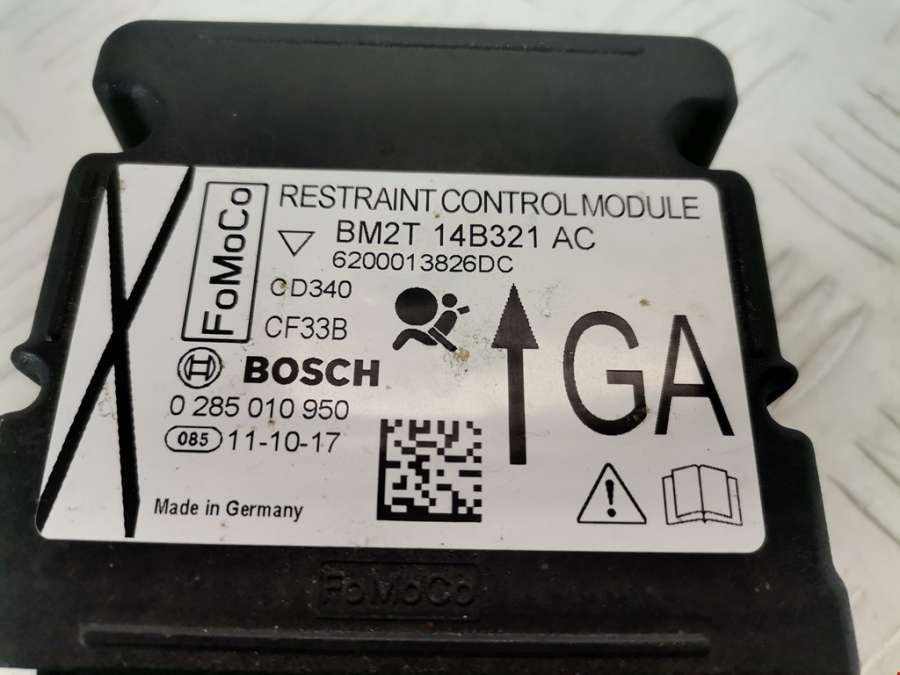 FoMoCo
RESTRAINT CONTROL MODULE
BM2T 14B321 AC
6200013826DC
CD340
CF33B
BOSCH
0 285 010 950
085 11-10-17
GA
Made in Germany
FoMoCo